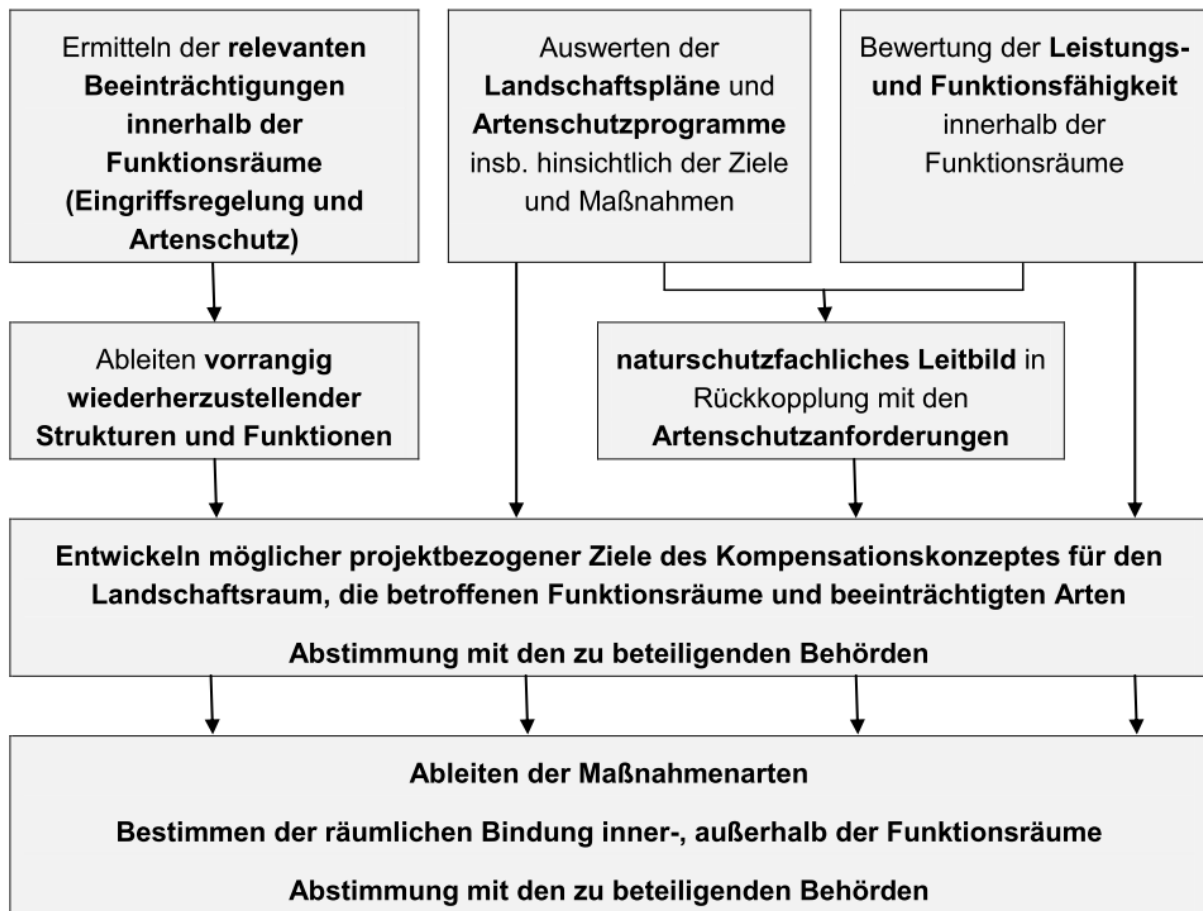 Ermitteln der relevanten
Beeinträchtigungen
innerhalb der
Funktionsräume
(Eingriffsregelung und
Artenschutz)
Auswerten der
Landschaftspläne und
Artenschutzprogramme
insb. hinsichtlich der Ziele
und Maßnahmen
Bewertung der Leistungs-
und Funktionsfähigkeit
innerhalb der
Funktionsräume
Ableiten vorrangig
wiederherzustellender
Strukturen und Funktionen
naturschutzfachliches Leitbild in
Rückkopplung mit den
Artenschutzanforderungen
Entwickeln möglicher projektbezogener Ziele des Kompensationskonzeptes für den
Landschaftsraum, die betroffenen Funktionsräume und beeinträchtigten Arten
Abstimmung mit den zu beteiligenden Behörden
Ableiten der Maßnahmenarten
Bestimmen der räumlichen Bindung inner-, außerhalb der Funktionsräume
Abstimmung mit den zu beteiligenden Behörden